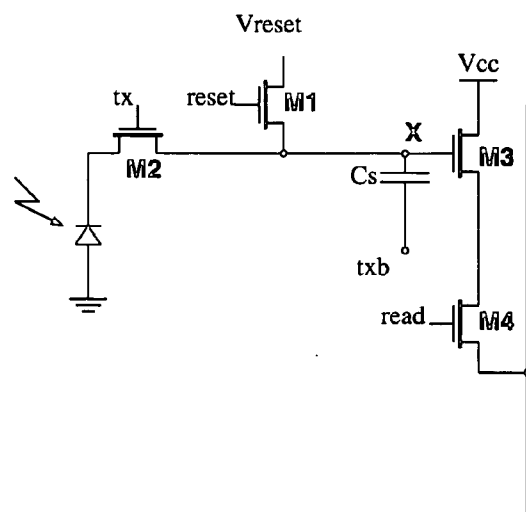 Vreset
Vcc
tx
reset
M1
X
M2
M3
Cs
txb
read
M4